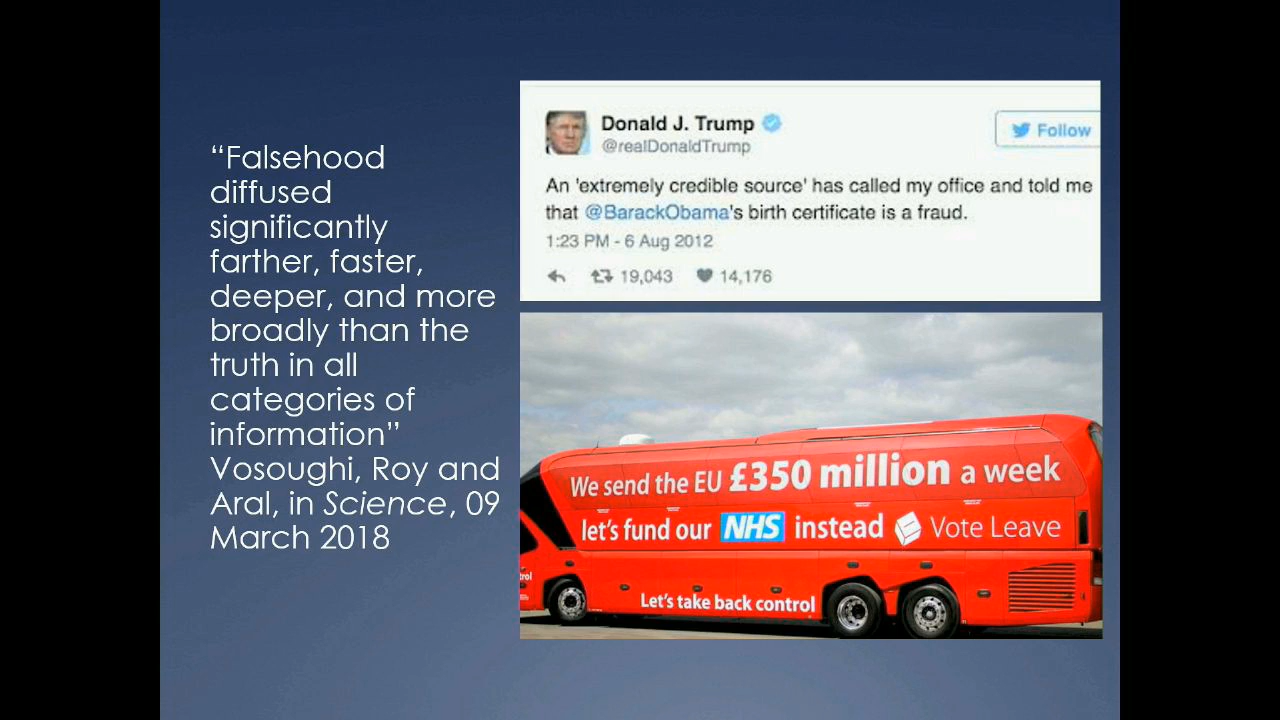 “Falsehood
diffused
significantly
farther, faster,
deeper, and more
broadly than the
truth in all
categories of
information”
Vosoughi, Roy and
Aral, in Science, 09
March 2018
Donald J. Trump
@realDonaldTrump
Follow
An 'extremely credible source' has called my office and told me
that @BarackObama's birth certificate is a fraud.
1:23 PM - 6 Aug 2012
19,043 14,176
We send the EU £350 million a week
let's fund our NHS instead Vote Leave
Let's take back control
trol